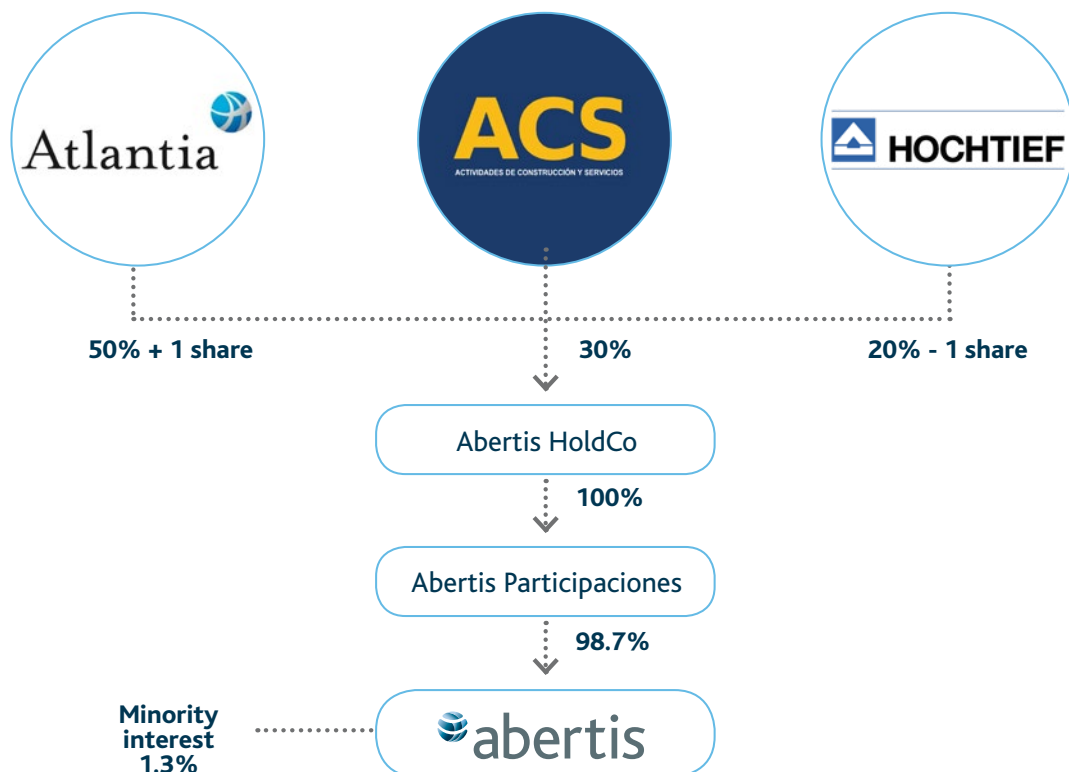 Atlantia
ACS
ACTIVIDADES DE CONSTRUCCIÓN Y SERVICIOS
HOCHTIEF
50% + 1 share
30%
20% - 1 share
Abertis HoldCo
100%
Abertis Participaciones
98.7%
Minority
interest
1.3%
abertis